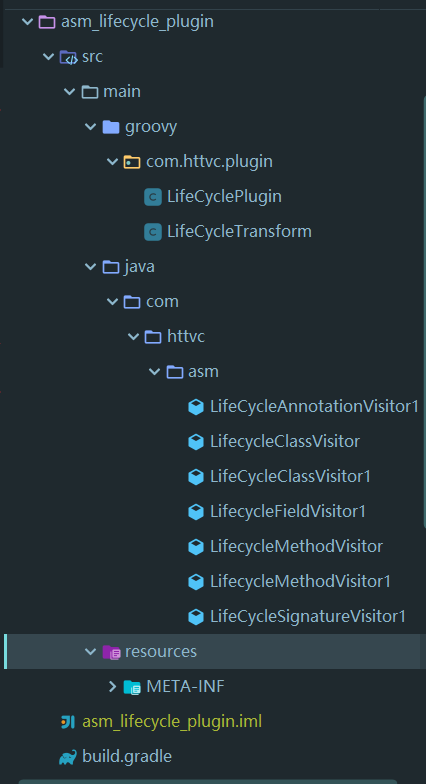 asm_lifecycle_plugin
src
main
groovy
com.httvc.plugin
LifeCyclePlugin
LifeCycleTransform
java
com
httvc
asm
LifeCycleAnnotationVisitor1
LifecycleClassVisitor
LifeCycleClassVisitor1
LifecycleFieldVisitor1
LifecycleMethodVisitor
LifecycleMethodVisitor1
LifeCycleSignatureVisitor1
resources
META-INF
asm_lifecycle_plugin.iml
build.gradle